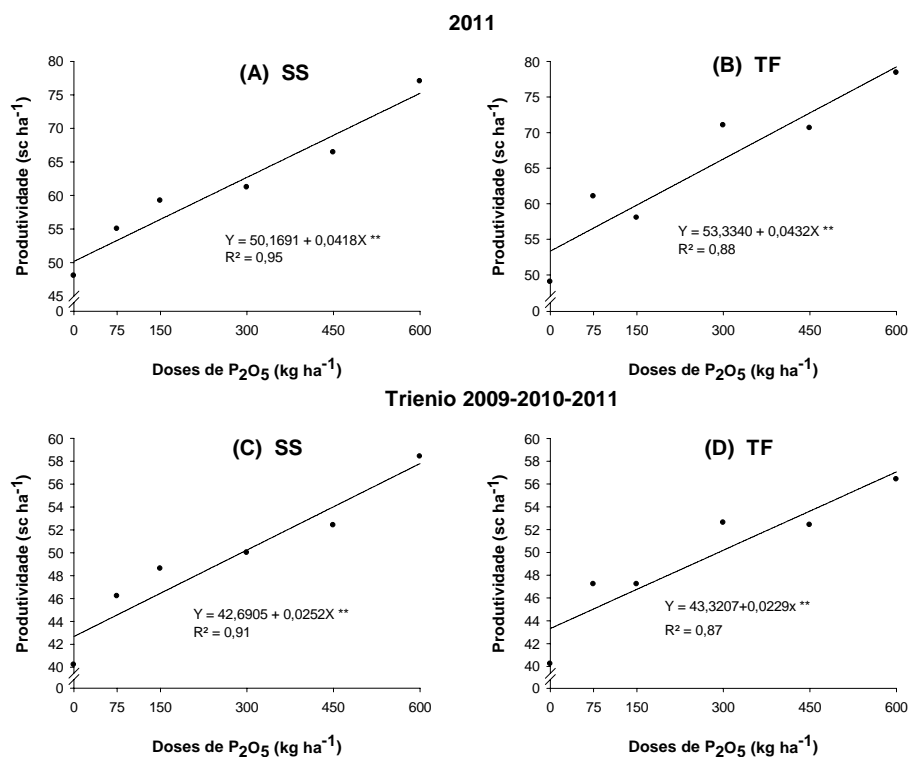 2011
(A) SS
Produtividade (sc ha⁻¹)
80
75
70
65
60
55
50
45
0
Y = 50,1691 + 0,0418X **
R² = 0,95
0 75 150 300 450 600
Doses de P₂O₅ (kg ha⁻¹)
(B) TF
Produtividade (sc ha⁻¹)
80
75
70
65
60
55
50
0
Y = 53,3340 + 0,0432X **
R² = 0,88
0 75 150 300 450 600
Doses de P₂O₅ (kg ha⁻¹)
Trienio 2009-2010-2011
(C) SS
Produtividade (sc ha⁻¹)
60
58
56
54
52
50
48
46
44
42
40
0
Y = 42,6905 + 0,0252X **
R² = 0,91
0 75 150 300 450 600
Doses de P₂O₅ (kg ha⁻¹)
(D) TF
Produtividade (sc ha⁻¹)
60
58
56
54
52
50
48
46
44
42
40
0
Y = 43,3207+0,0229x **
R² = 0,87
0 75 150 300 450 600
Doses de P₂O₅ (kg ha⁻¹)